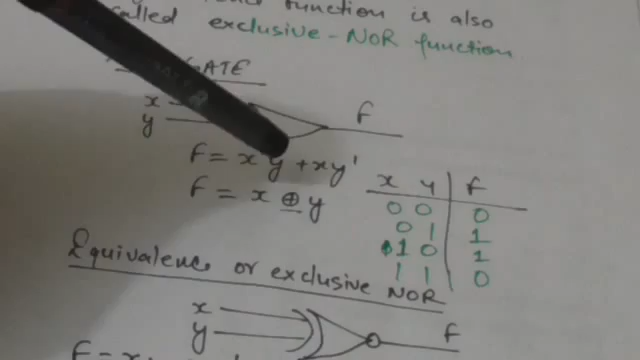 function is also
called exclusive-NOR function
GATE
x
y
F
F = x y + x y'
F = x ⊕ y
x y F
0 0 0
0 1 1
1 0 1
1 1 0
Equivalence or exclusive NOR
x
y
F
F = x